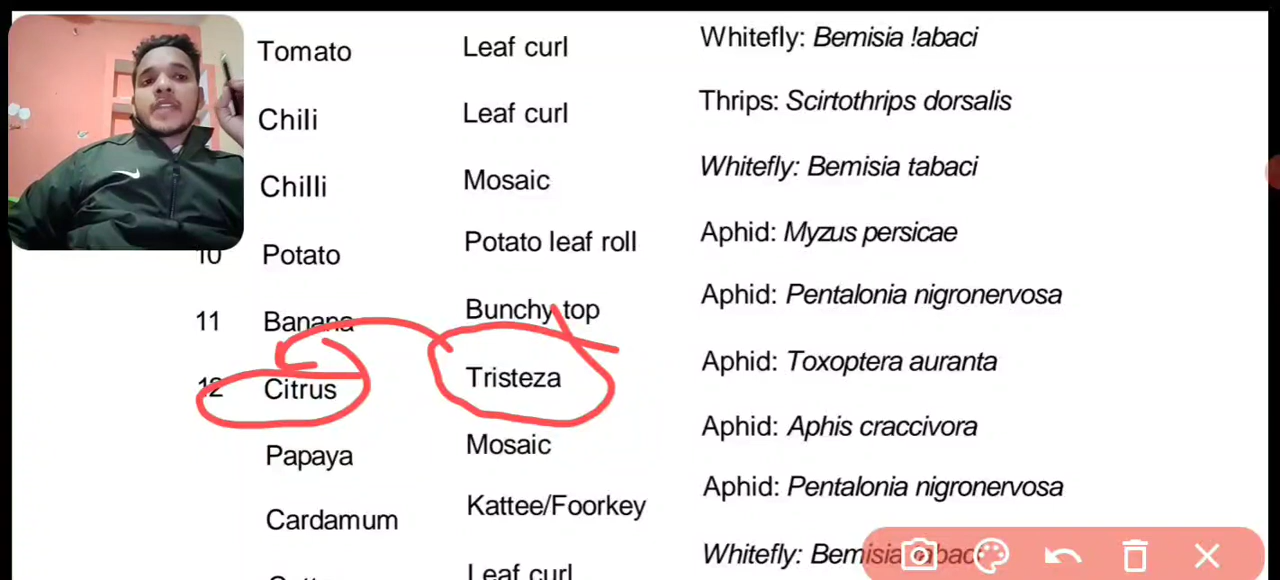 Tomato Leaf curl Whitefly: Bemisia !abaci
Chili Leaf curl Thrips: Scirtothrips dorsalis
Chilli Mosaic Whitefly: Bemisia tabaci
10 Potato Potato leaf roll Aphid: Myzus persicae
11 Banana Bunchy top Aphid: Pentalonia nigronervosa
12 Citrus Tristeza Aphid: Toxoptera auranta
Papaya Mosaic Aphid: Aphis craccivora
Cardamum Kattee/Foorkey Aphid: Pentalonia nigronervosa
Leaf curl Whitefly: Bemisia tabaci